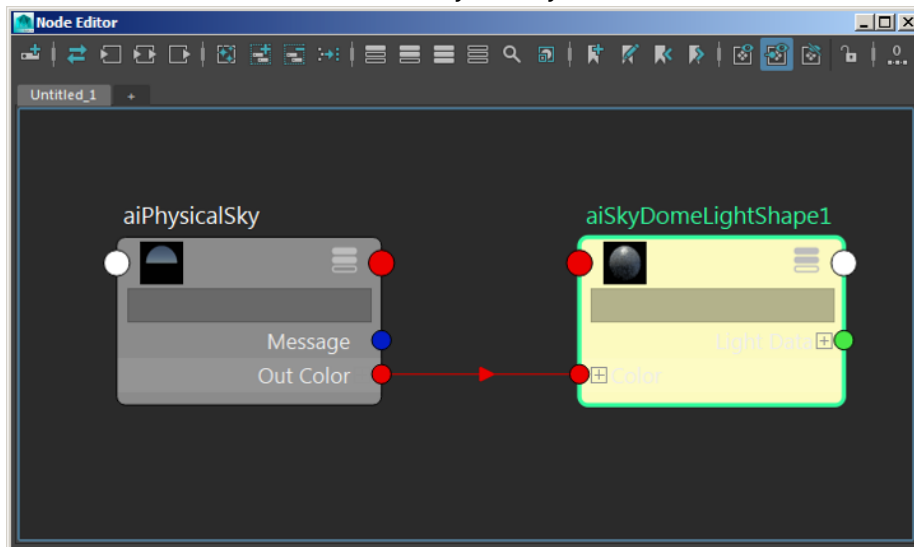 Node Editor
Untitled_1
+
aiPhysicalSky
aiSkyDomeLightShape1
Message
Light Data
Out Color
Color